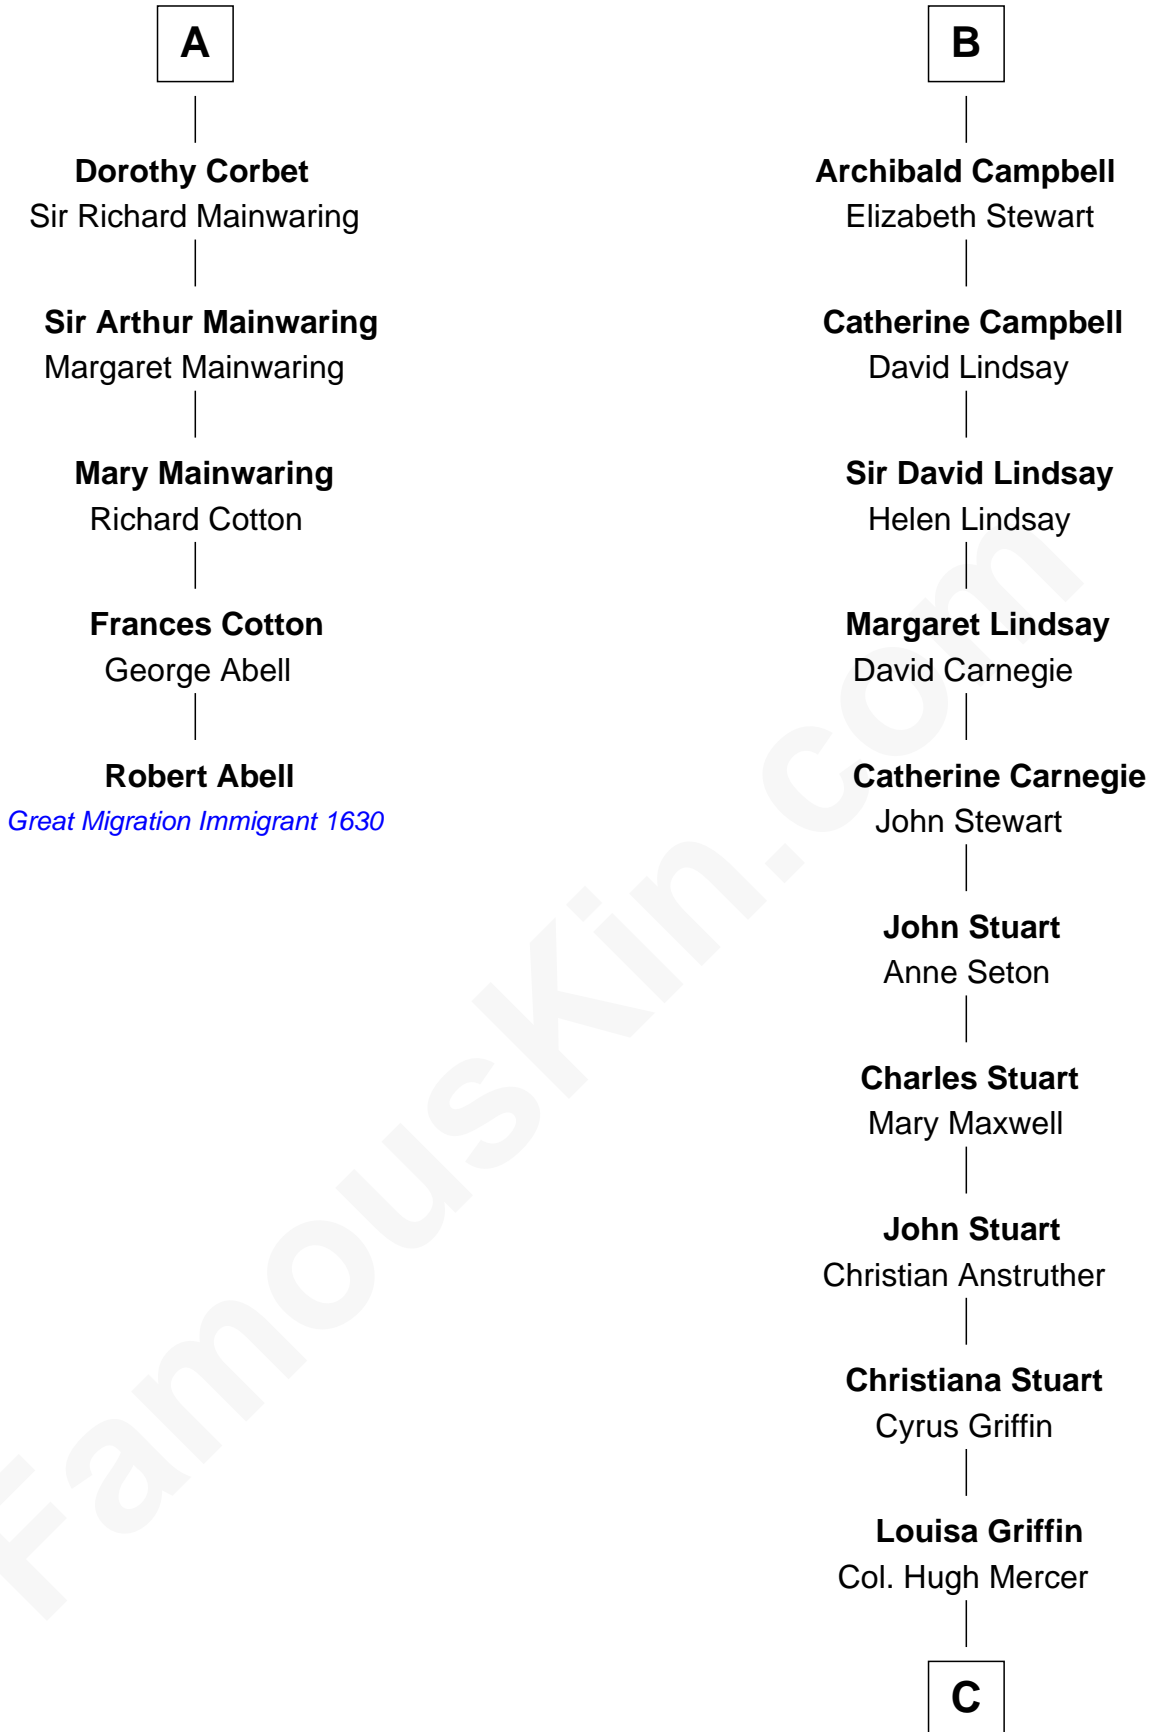 A
Dorothy Corbet
Sir Richard Mainwaring
Sir Arthur Mainwaring
Margaret Mainwaring
Mary Mainwaring
Richard Cotton
Frances Cotton
George Abell
Robert Abell
Great Migration Immigrant 1630
B
Archibald Campbell
Elizabeth Stewart
Catherine Campbell
David Lindsay
Sir David Lindsay
Helen Lindsay
Margaret Lindsay
David Carnegie
Catherine Carnegie
John Stewart
John Stuart
Anne Seton
Charles Stuart
Mary Maxwell
John Stuart
Christian Anstruther
Christiana Stuart
Cyrus Griffin
Louisa Griffin
Col. Hugh Mercer
C
FamousKin.com